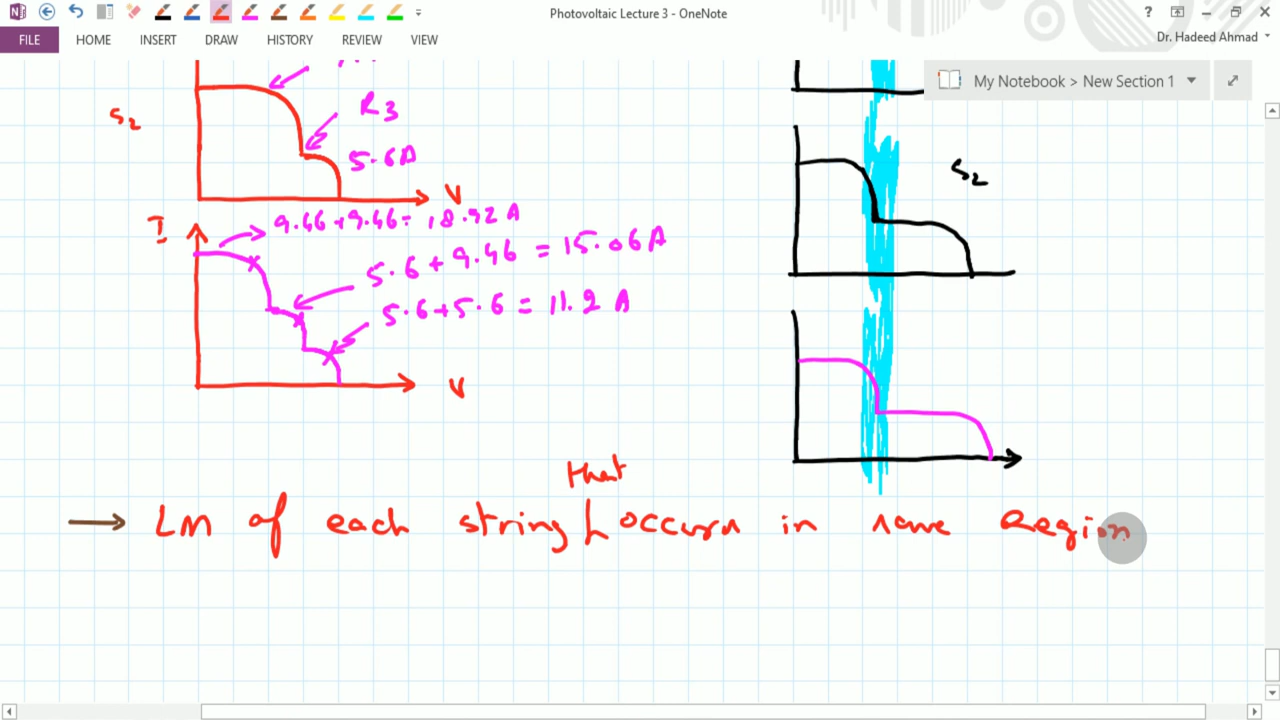 Photovoltaic Lecture 3 - OneNote
FILE HOME INSERT DRAW HISTORY REVIEW VIEW
Dr. Hadeed Ahmad
My Notebook > New Section 1
S2
R3
5.6A
V
I
9.46+9.46= 18.92 A
5.6+9.46 = 15.06A
5.6+5.6 = 11.2 A
V
S2
that
→ LM of each string occurs in same Region